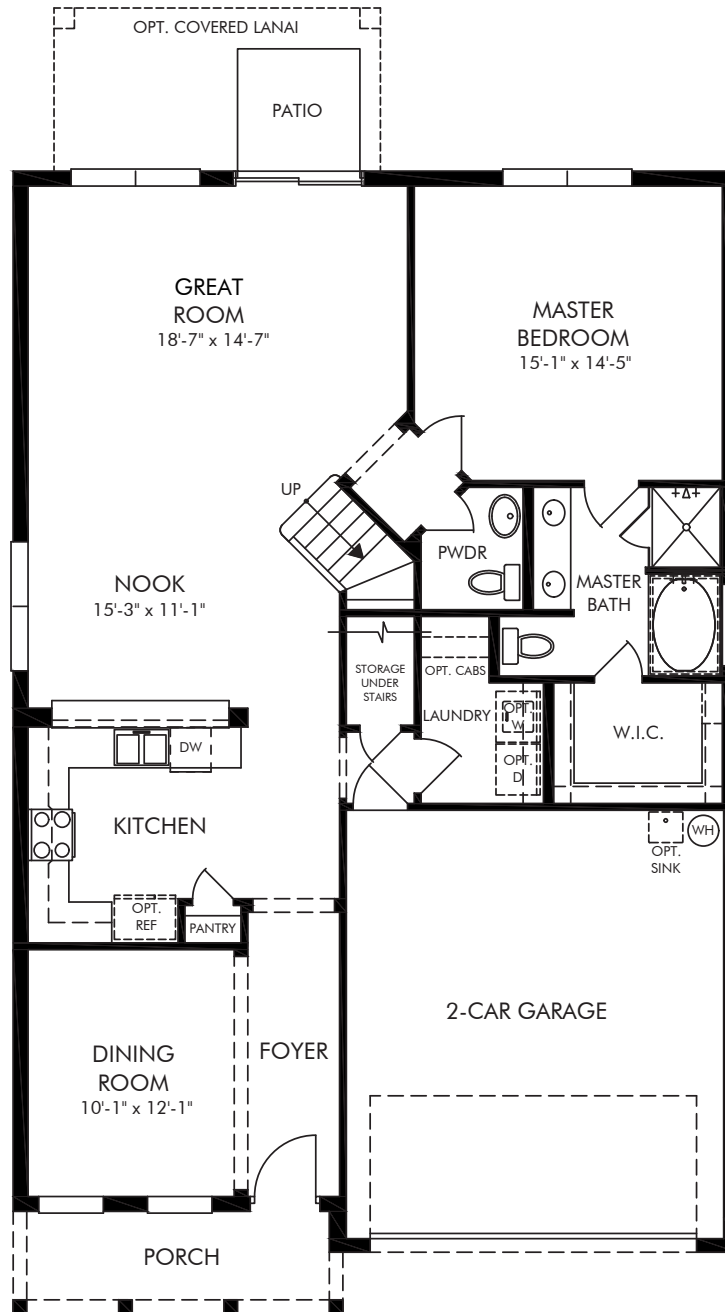 OPT. COVERED LANAI
PATIO
GREAT
ROOM
18'-7" x 14'-7"
MASTER
BEDROOM
15'-1" x 14'-5"
UP
PWDR
NOOK
15'-3" x 11'-1"
MASTER
BATH
STORAGE
UNDER
STAIRS
OPT. CABS
LAUNDRY
OPT.
W
OPT.
D
W.I.C.
DW
KITCHEN
OPT.
REF
PANTRY
OPT.
SINK
WH
2-CAR GARAGE
DINING
ROOM
10'-1" x 12'-1"
FOYER
PORCH